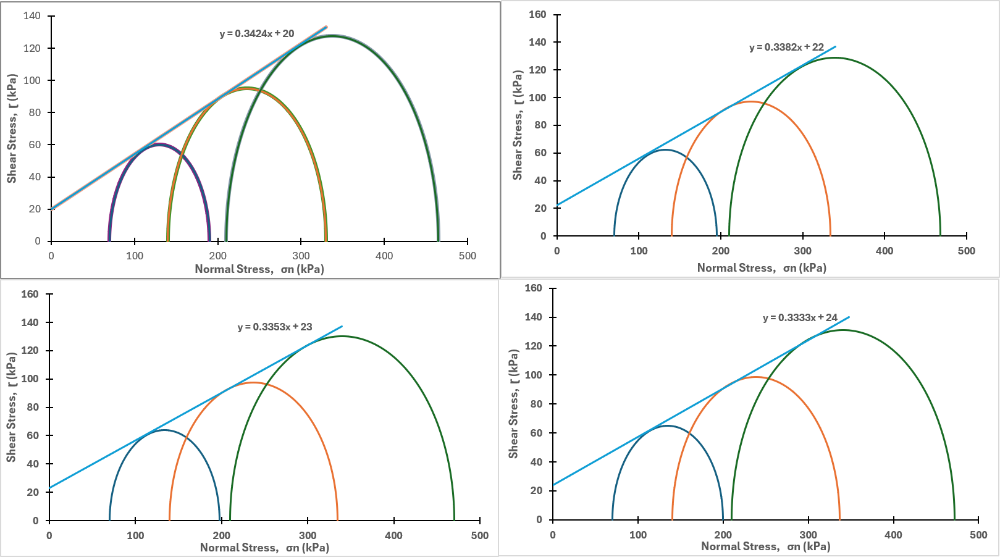 140
120
100
80
60
40
20
0
0 100 200 300 400 500
y = 0.3424x + 20
Shear Stress, τ (kPa)
Normal Stress, σn (kPa)
160
140
120
100
80
60
40
20
0
0 100 200 300 400 500
y = 0.3382x + 22
Shear Stress, τ (kPa)
Normal Stress, σn (kPa)
160
140
120
100
80
60
40
20
0
0 100 200 300 400 500
y = 0.3353x + 23
Shear Stress, τ (kPa)
Normal Stress, σn (kPa)
160
140
120
100
80
60
40
20
0
0 100 200 300 400 500
y = 0.3333x + 24
Shear Stress, τ (kPa)
Normal Stress, σn (kPa)